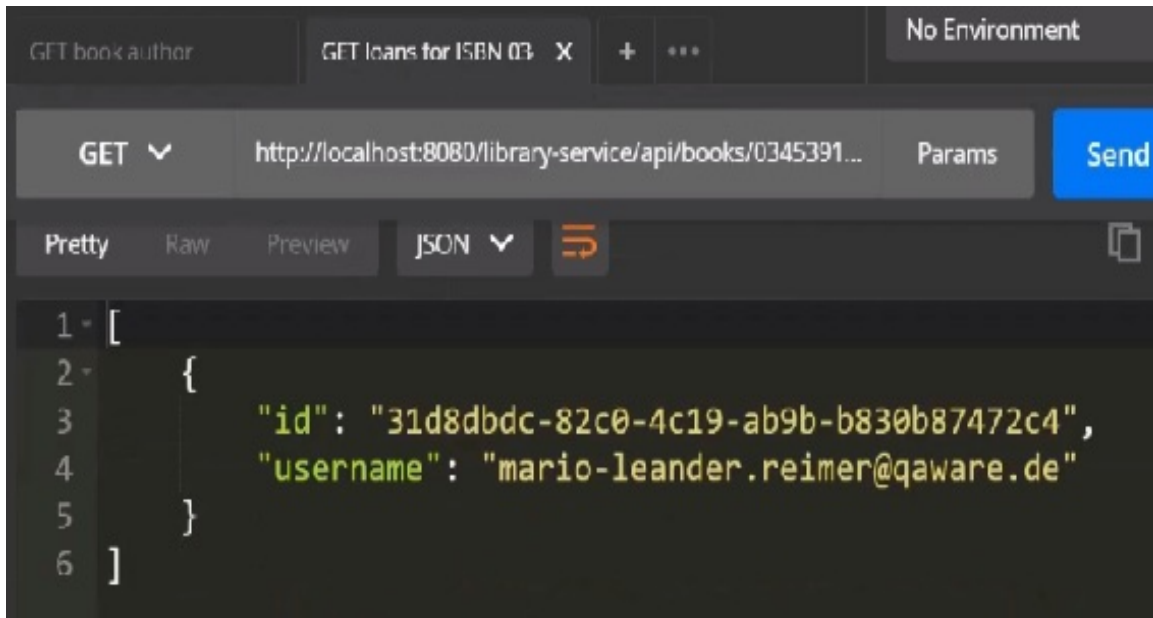 GET book author GET loans for ISBN 03 X + ••• No Environment
GET http://localhost:8080/library-service/api/books/0345391... Params Send
Pretty Raw Preview JSON
1 [
2 {
3 "id": "31d8dbdc-82c0-4c19-ab9b-b830b87472c4",
4 "username": "mario-leander.reimer@qaware.de"
5 }
6 ]